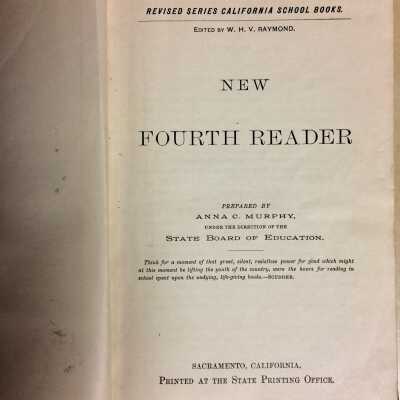 REVISED SERIES CALIFORNIA SCHOOL BOOKS.
EDITED BY W. H. V. RAYMOND.
NEW
FOURTH READER
PREPARED BY
ANNA C. MURPHY,
UNDER THE DIRECTION OF THE
STATE BOARD OF EDUCATION.
Think for a moment of that great, silent, resistless power for good which might
at this moment be lifting the youth of the country, were the hours for reading in
school spent upon the undying, life-giving books.—SCUDDER.
SACRAMENTO, CALIFORNIA.
PRINTED AT THE STATE PRINTING OFFICE.